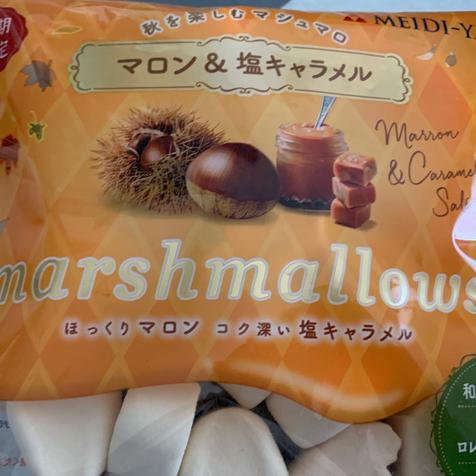 秋を楽しむマシュマロ
MEIDI-YA
マロン & 塩キャラメル
Marron
& Caramel
marshmallows
ほっくりマロン コク深い 塩キャラメル
和